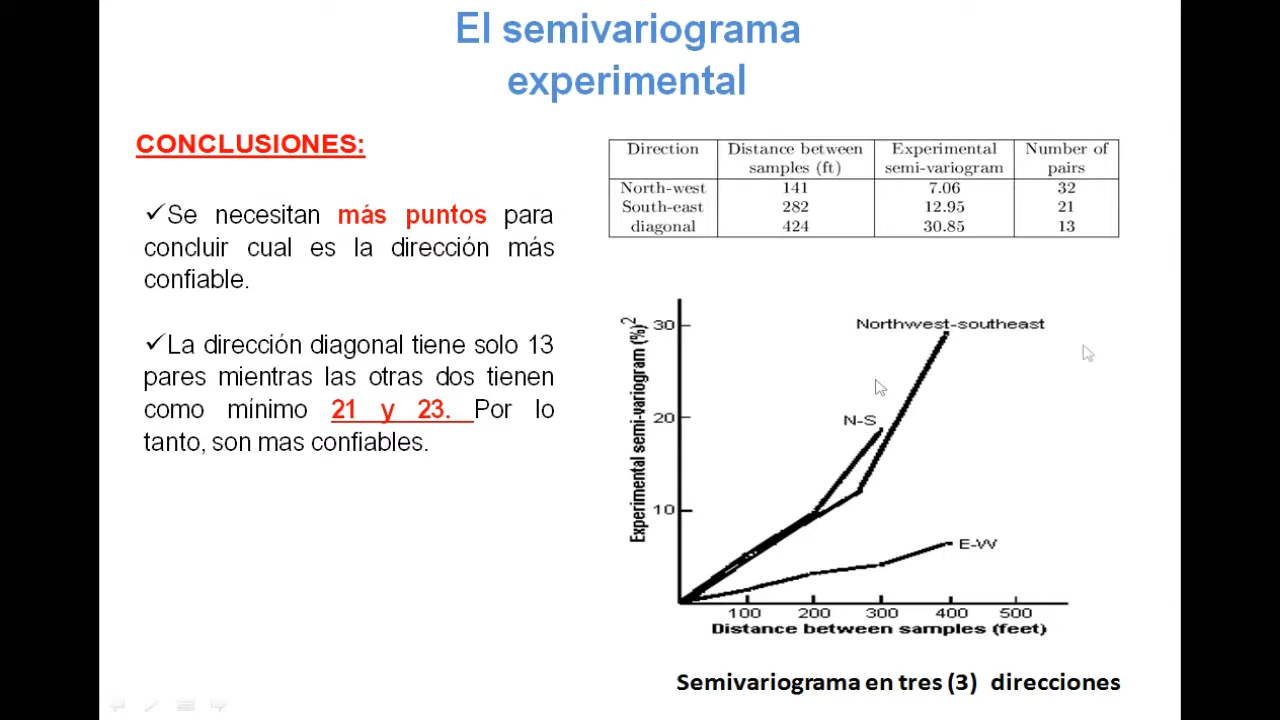 El semivariograma
experimental
CONCLUSIONES:
✓Se necesitan más puntos para
concluir cual es la dirección más
confiable.
✓La dirección diagonal tiene solo 13
pares mientras las otras dos tienen
como mínimo 21 y 23. Por lo
tanto, son mas confiables.
Direction Distance between samples (ft) Experimental semi-variogram Number of pairs
North-west 141 7.06 32
South-east 282 12.95 21
diagonal 424 30.85 13
Experimental semi-variogram (%)²
30
20
10
Northwest-southeast
N-S
E-W
100 200 300 400 500
Distance between samples (feet)
Semivariograma en tres (3) direcciones